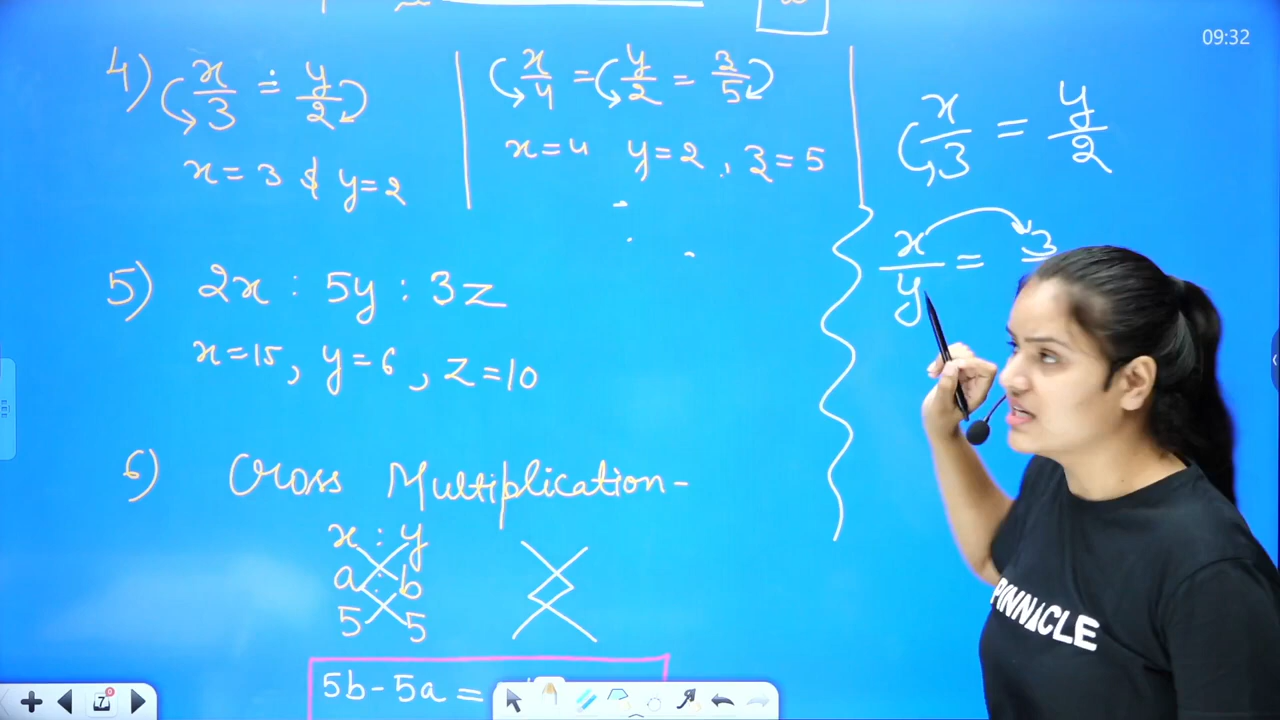 09:32
4) x/3 = y/2
x = 3 & y = 2
x/4 = y/2 = z/5
x = 4 y = 2 , z = 5
x/3 = y/2
x/y = 3
5) 2x : 5y : 3z
x = 15, y = 6, z = 10
6) Cross Multiplication -
x : y
a : b
5 5
5b - 5a =
PINNACLE